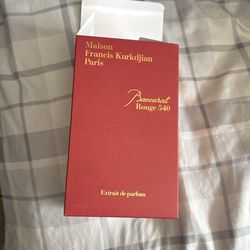 Maison
Francis Kurkdjian
Paris
Baccarat
Rouge 540
Extrait de parfum